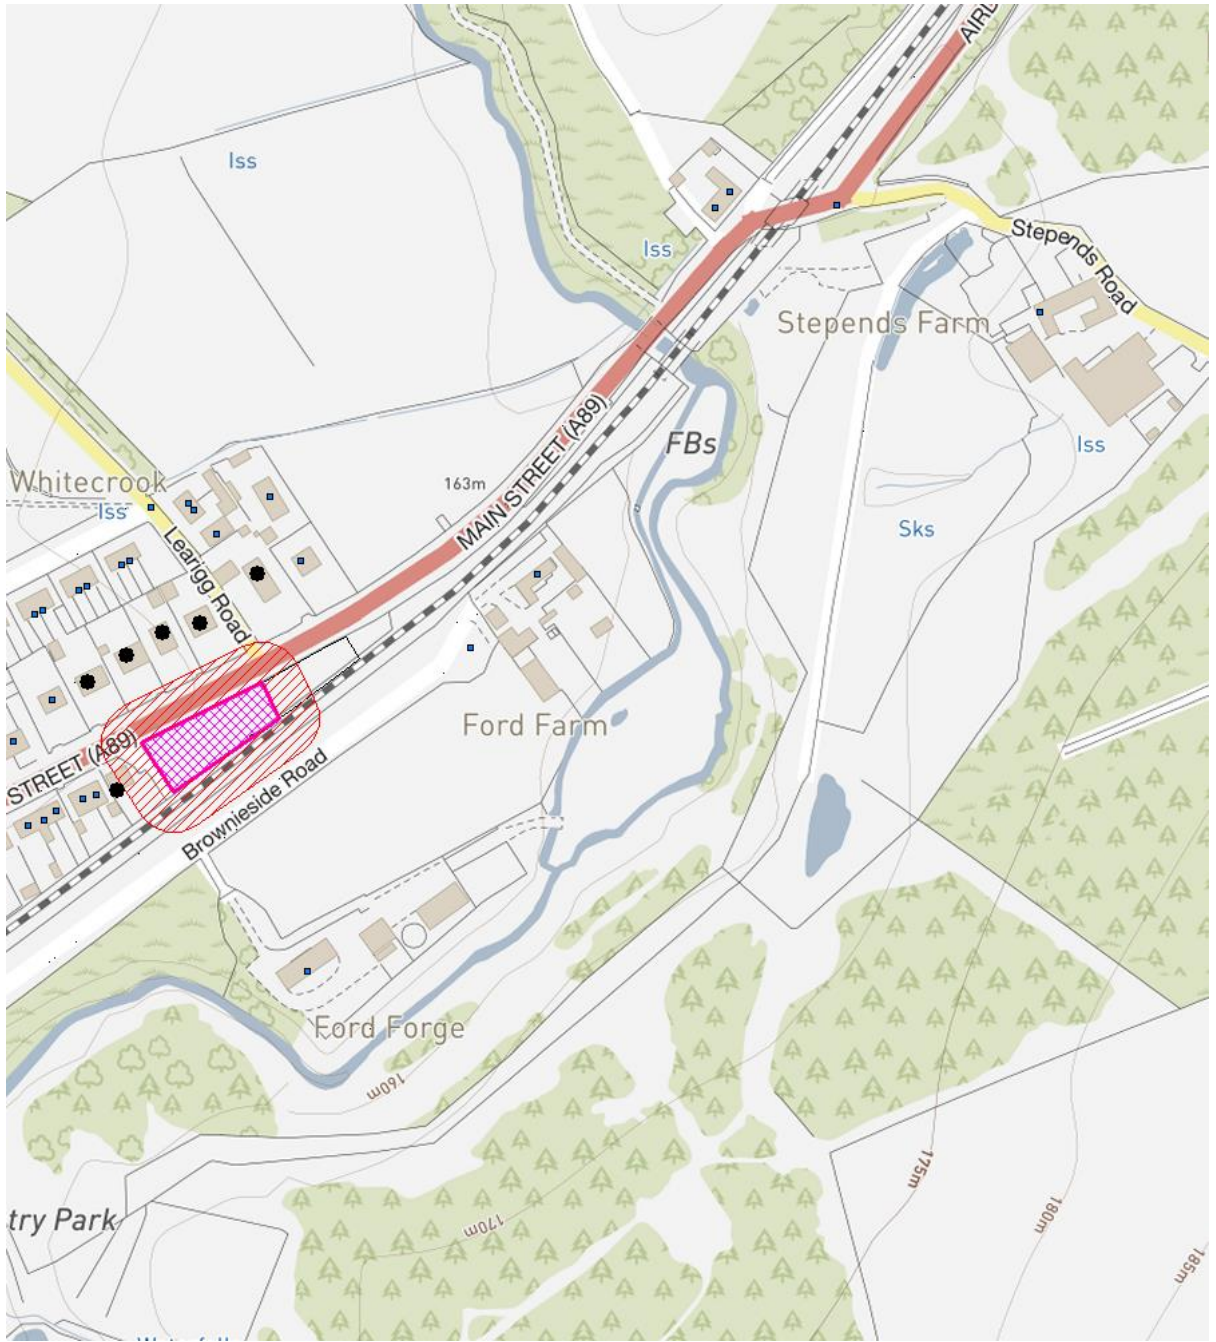 AIRD
Iss
Stepends Road
Iss
Stepends Farm
MAIN STREET (A89)
FBs
Iss
Whitecrook
163m
Iss
Sks
Learigg Road
Ford Farm
STREET (A89)
Brownieside Road
Ford Forge
160m
175m
180m
try Park
170m
185m